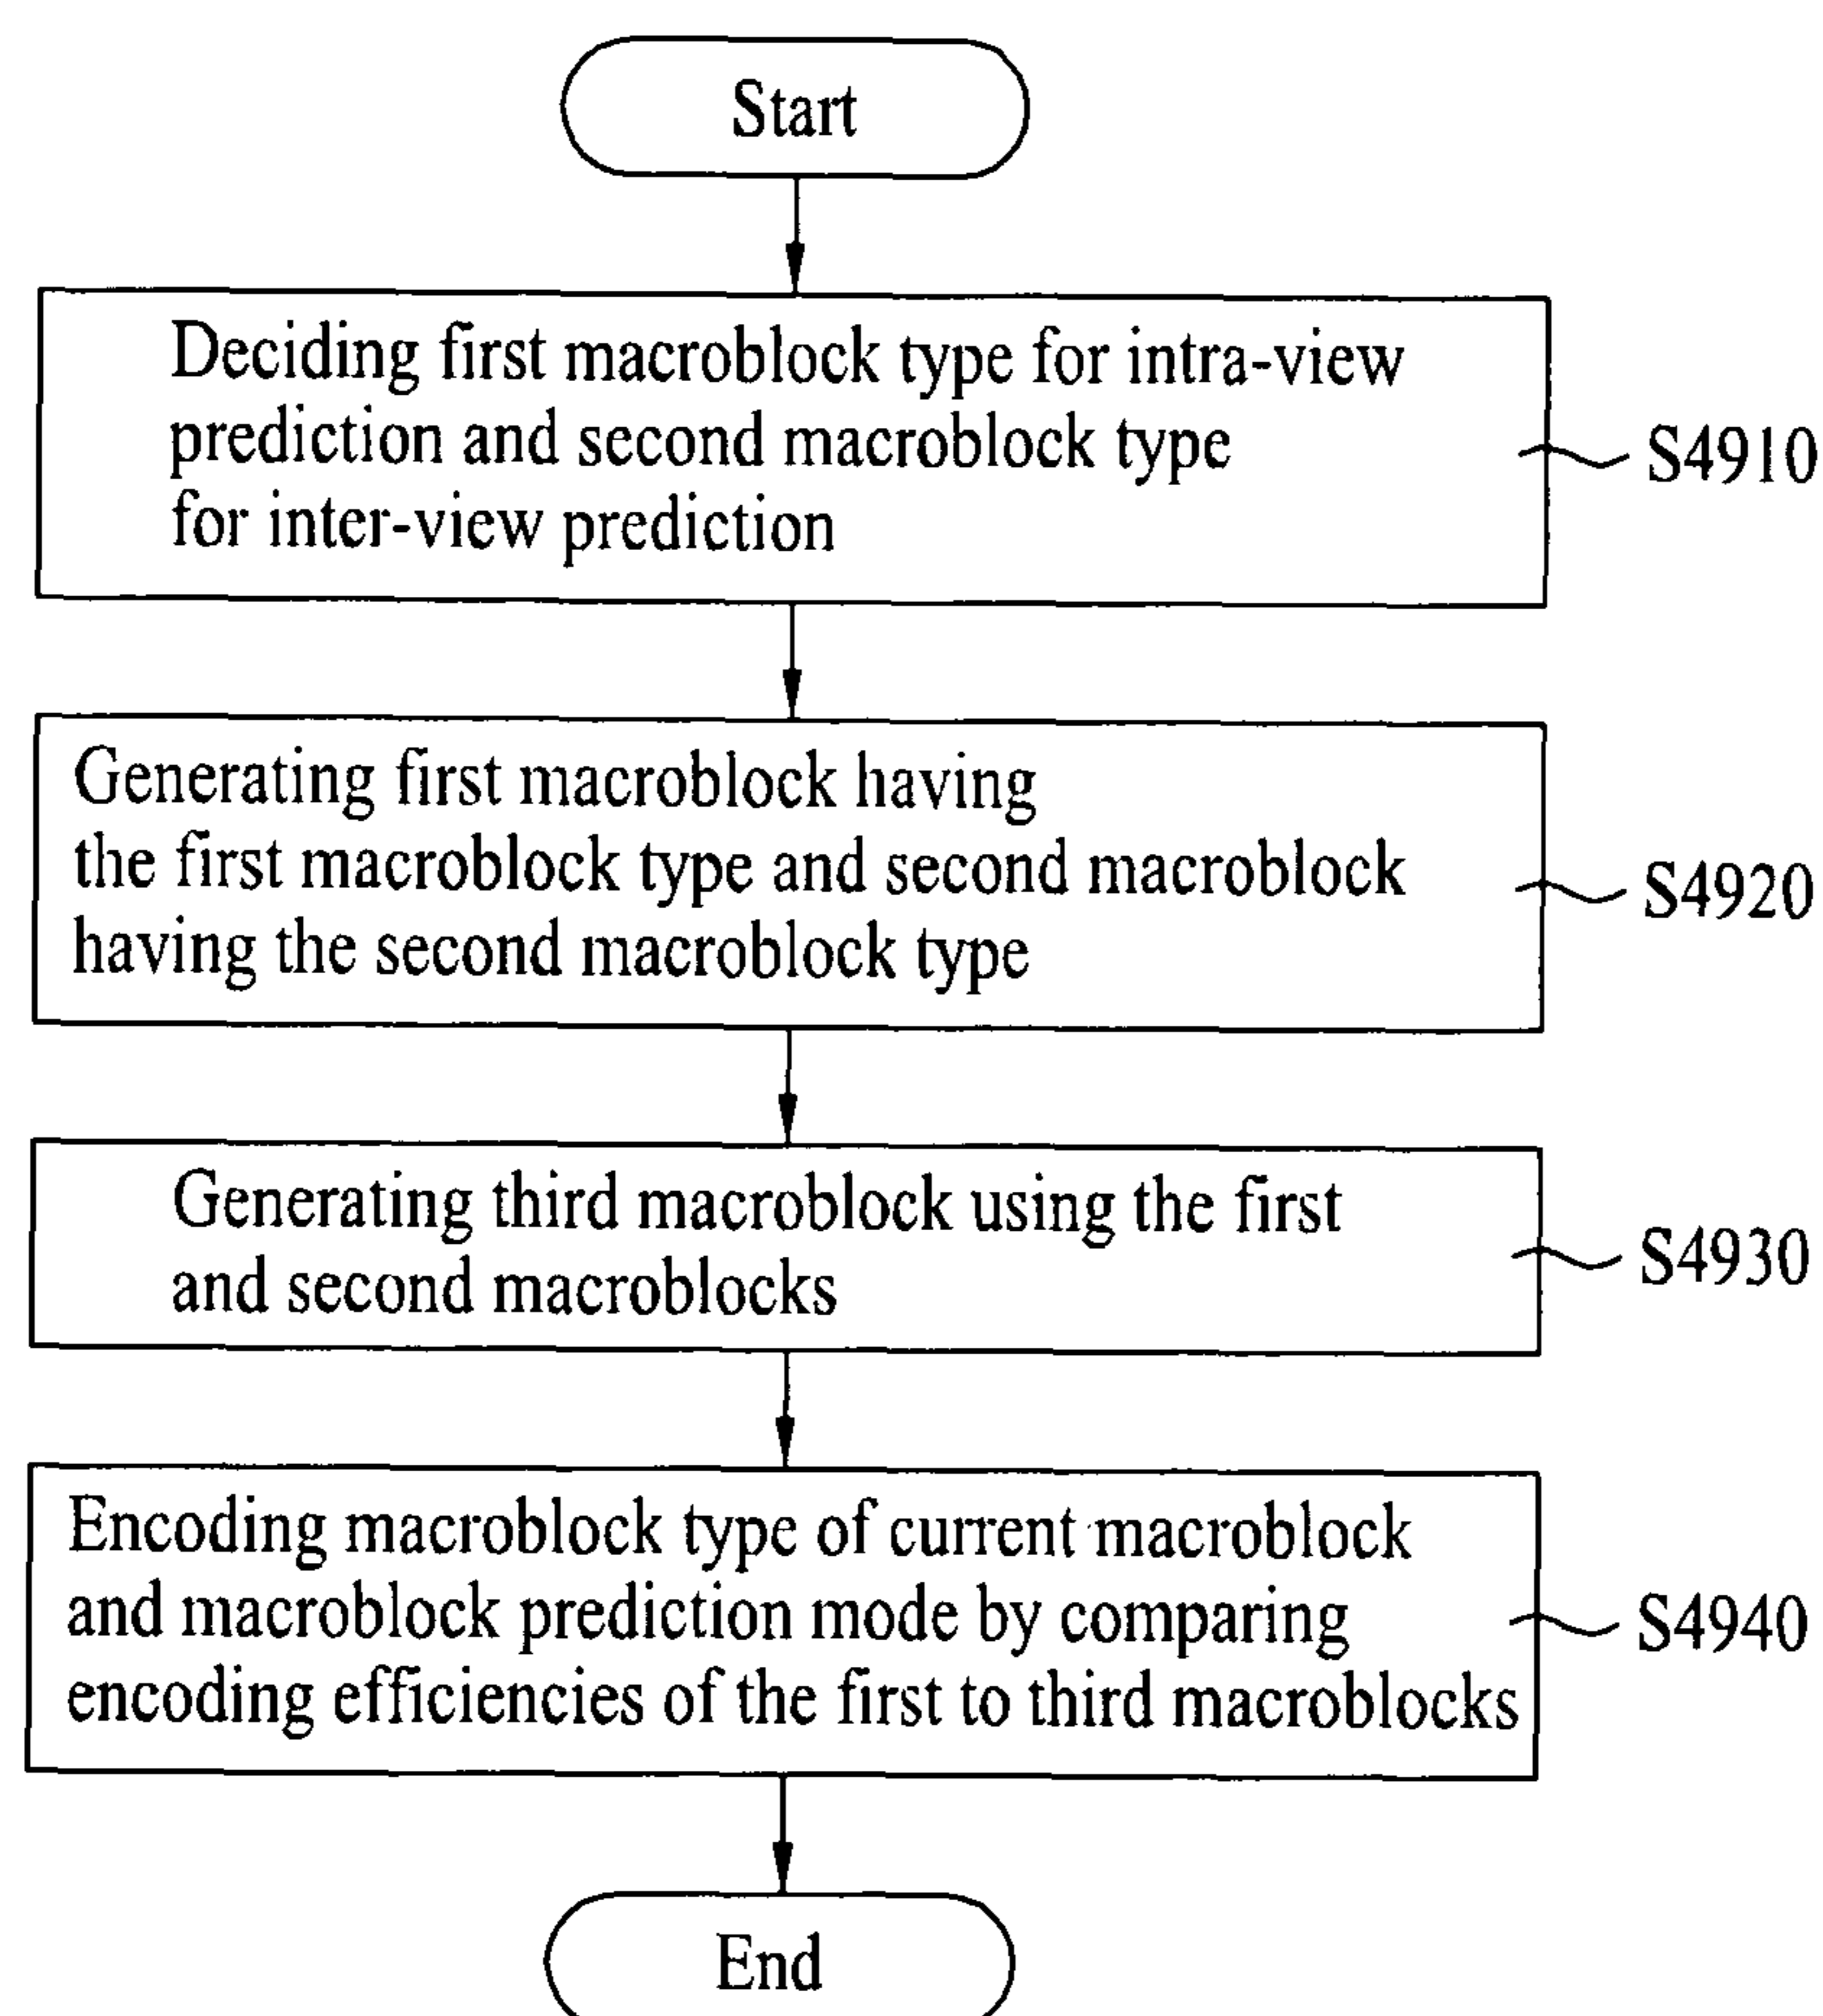 Start
Deciding first macroblock type for intra-view
prediction and second macroblock type
for inter-view prediction
S4910
Generating first macroblock having
the first macroblock type and second macroblock
having the second macroblock type
S4920
Generating third macroblock using the first
and second macroblocks
S4930
Encoding macroblock type of current macroblock
and macroblock prediction mode by comparing
encoding efficiencies of the first to third macroblocks
S4940
End